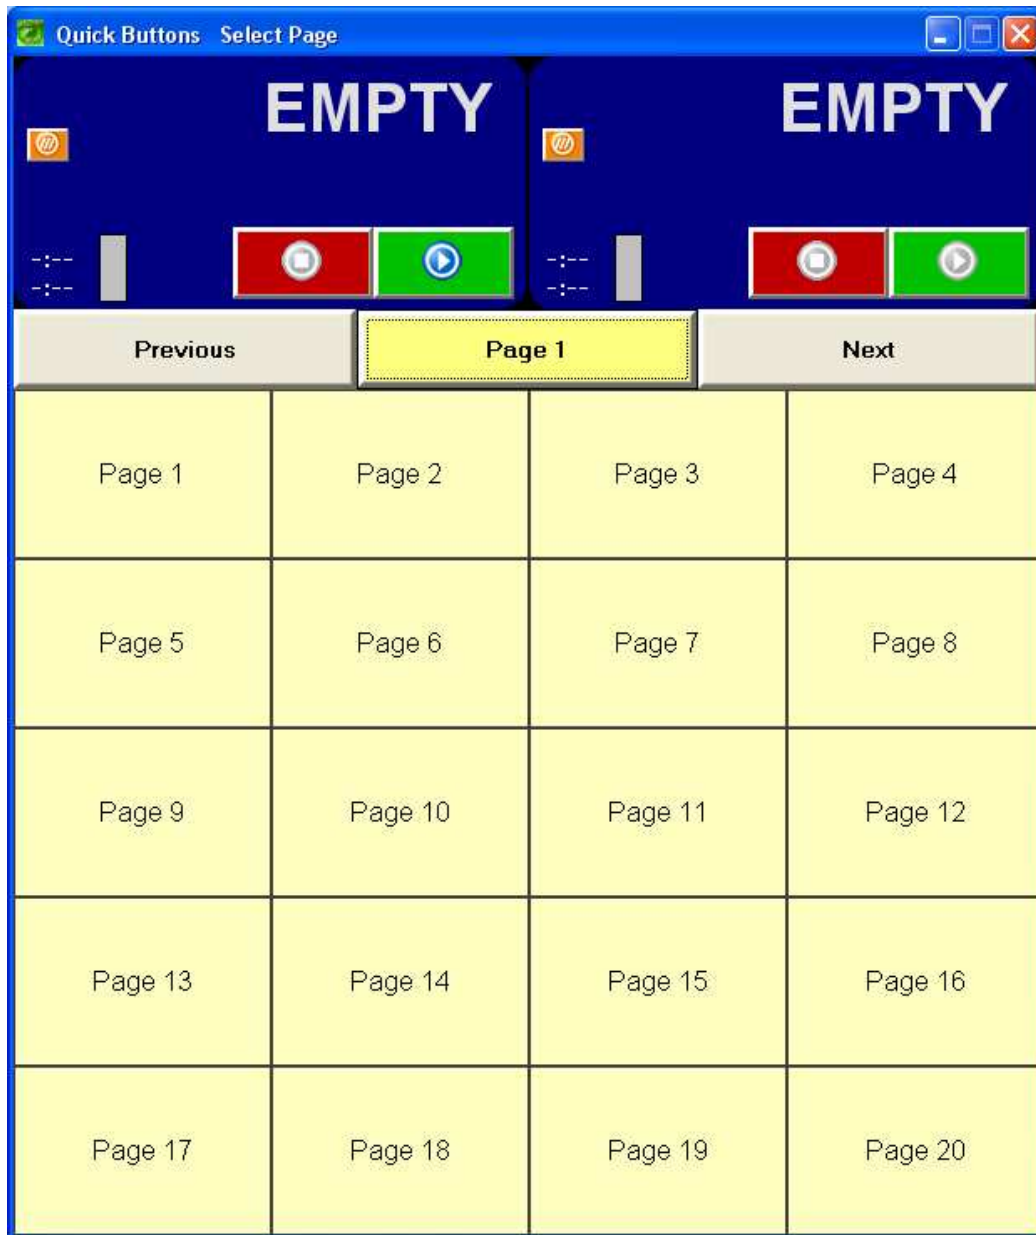 Quick Buttons Select Page
EMPTY EMPTY
-:-- -:--
-:-- -:--
Previous Page 1 Next
Page 1 Page 2 Page 3 Page 4
Page 5 Page 6 Page 7 Page 8
Page 9 Page 10 Page 11 Page 12
Page 13 Page 14 Page 15 Page 16
Page 17 Page 18 Page 19 Page 20